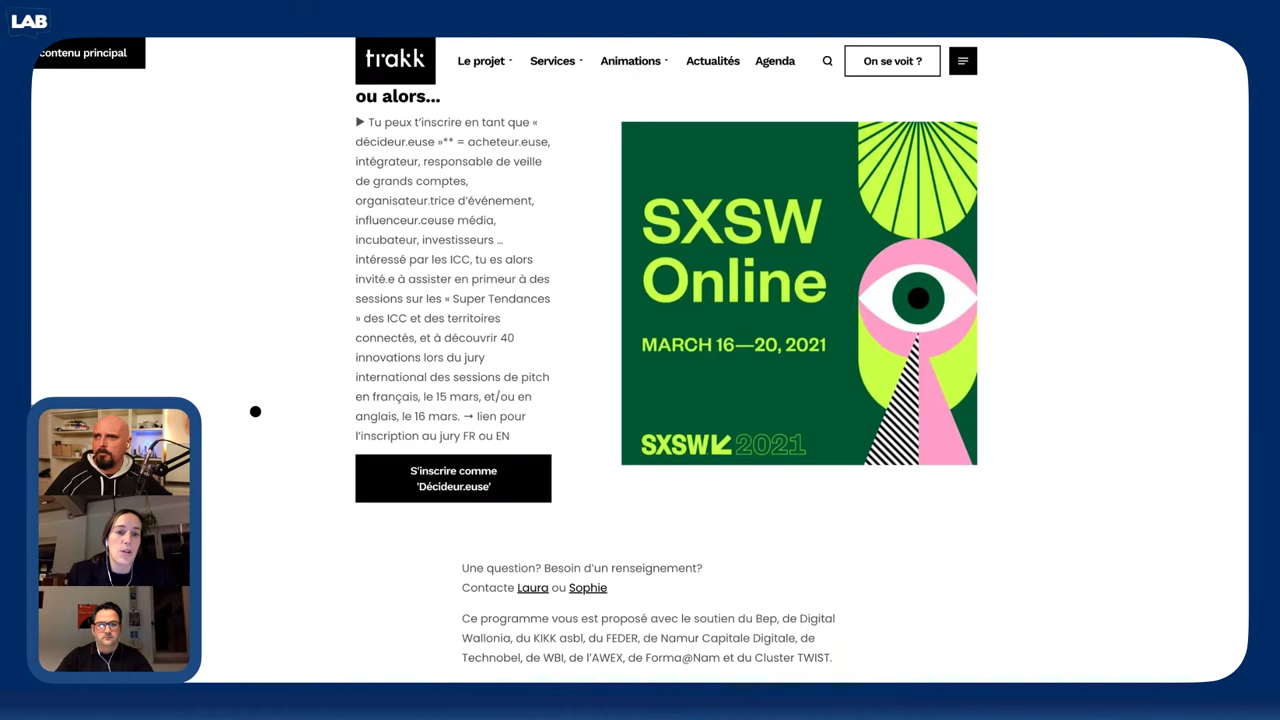 LAB
contenu principal
trakk
Le projet
Services
Animations
Actualités
Agenda
On se voit ?
ou alors...
▶ Tu peux t'inscrire en tant que «
décideur.euse »** = acheteur.euse,
intégrateur, responsable de veille
de grands comptes,
organisateur.trice d'événement,
influenceur.ceuse média,
incubateur, investisseurs ...
intéressé par les ICC, tu es alors
invité.e à assister en primeur à des
sessions sur les « Super Tendances
» des ICC et des territoires
connectés, et à découvrir 40
innovations lors du jury
international des sessions de pitch
en français, le 15 mars, et/ou en
anglais, le 16 mars. → lien pour
l'inscription au jury FR ou EN
S'inscrire comme
'Décideur.euse'
SXSW
Online
MARCH 16—20, 2021
SXSW 2021
Une question? Besoin d'un renseignement?
Contacte Laura ou Sophie
Ce programme vous est proposé avec le soutien du Bep, de Digital
Wallonia, du KIKK asbl, du FEDER, de Namur Capitale Digitale, de
Technobel, de WBI, de l'AWEX, de Forma@Nam et du Cluster TWIST.